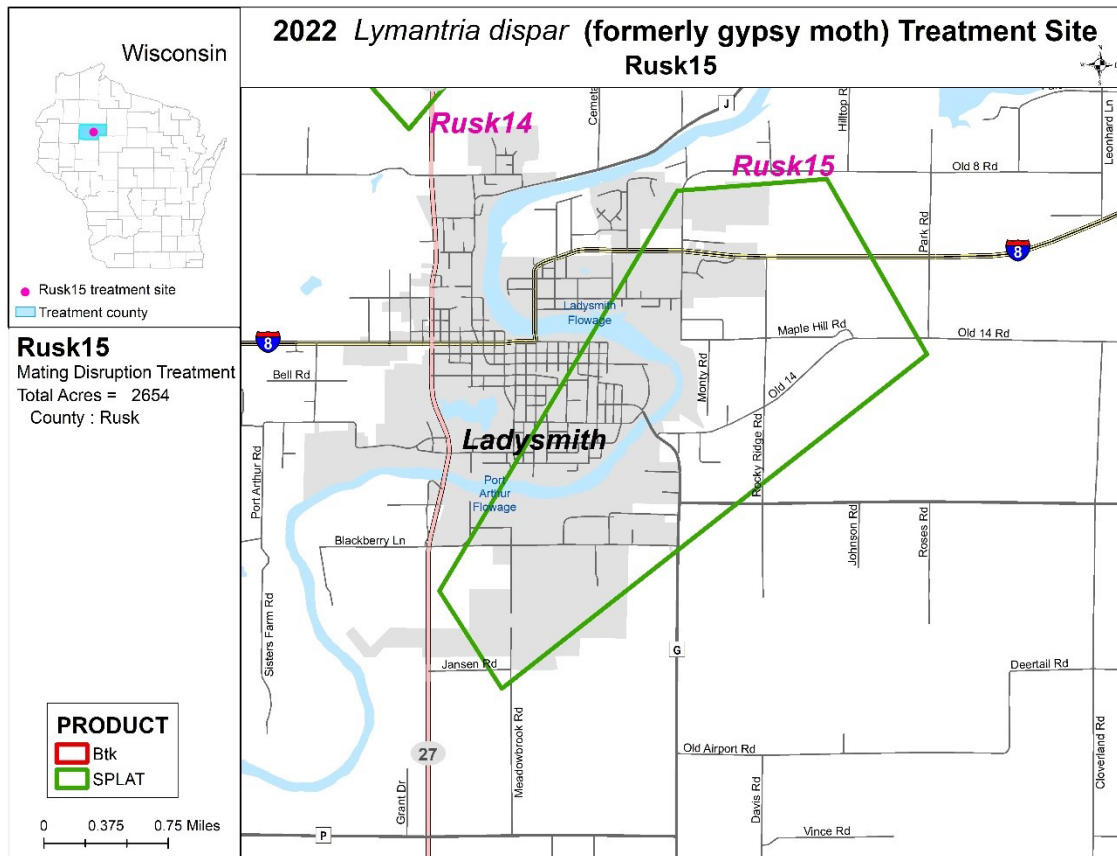 2022 Lymantria dispar (formerly gypsy moth) Treatment Site
Rusk15
N
Wisconsin
Rusk15 treatment site
Treatment county
Rusk15
Mating Disruption Treatment
Total Acres = 2654
County : Rusk
PRODUCT
Btk
SPLAT
0 0.375 0.75 Miles
Rusk14
Rusk15
J
Hilltop Rd
Leonard Ln
Old 8 Rd
Park Rd
8
Ladysmith
Flowage
Maple Hill Rd
Old 14 Rd
8
Bell Rd
Monty Rd
Old 14
Ladysmith
Rocky Ridge Rd
Port Arthur Rd
Port
Arthur
Flowage
Johnson Rd
Roses Rd
Blackberry Ln
Sisters Farm Rd
Jansen Rd
G
Deertail Rd
Meadowbrook Rd
27
Old Airport Rd
Cloverland Rd
Grant Dr
Davis Rd
P
Vince Rd